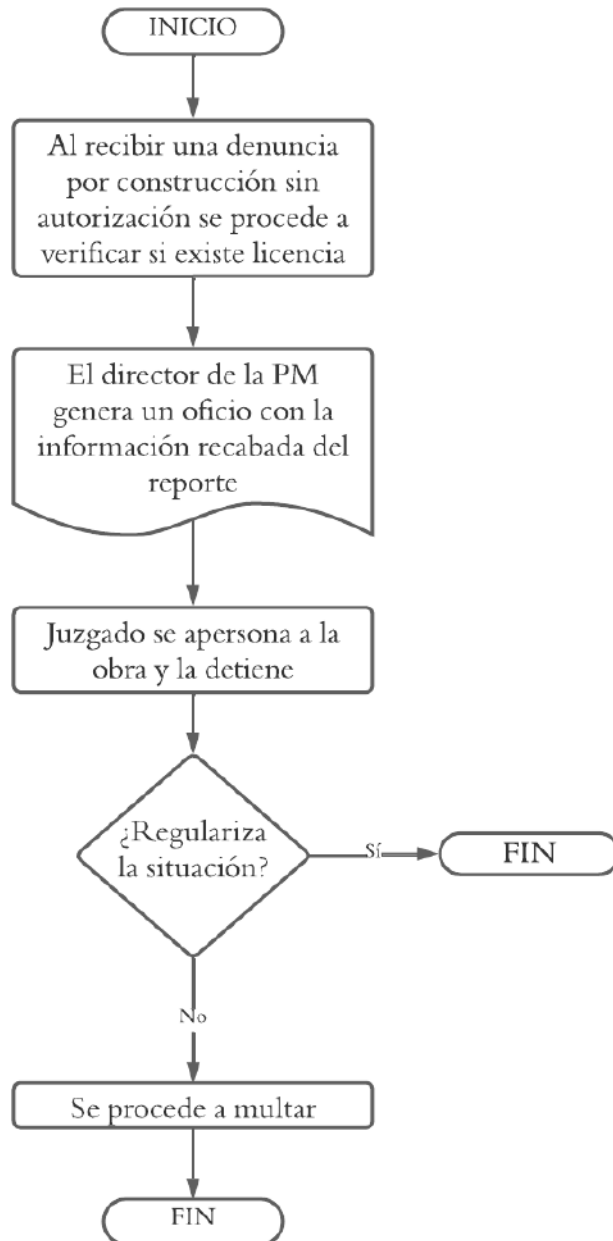 INICIO
Al recibir una denuncia
por construcción sin
autorización se procede a
verificar si existe licencia
El director de la PM
genera un oficio con la
información recabada del
reporte
Juzgado se apersona a la
obra y la detiene
¿Regulariza
la situación?
Sí
FIN
No
Se procede a multar
FIN